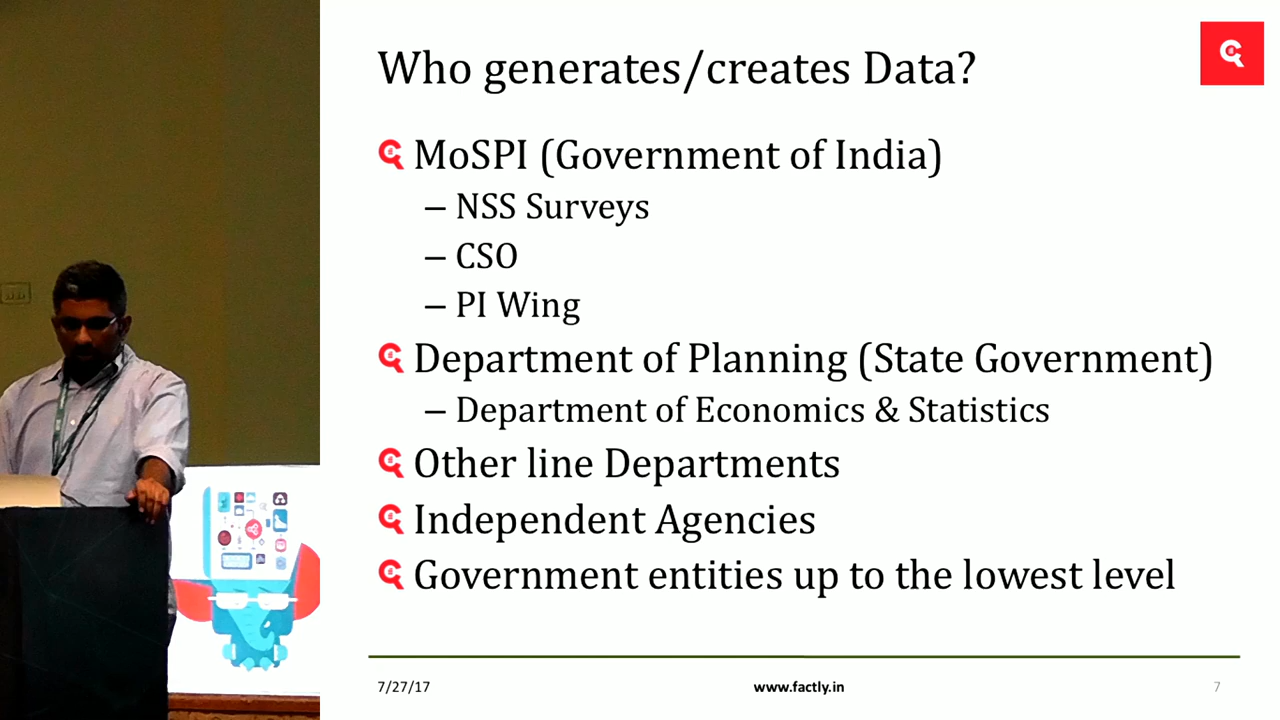 Who generates/creates Data?
MoSPI (Government of India)
– NSS Surveys
– CSO
– PI Wing
Department of Planning (State Government)
– Department of Economics & Statistics
Other line Departments
Independent Agencies
Government entities up to the lowest level
7/27/17
www.factly.in
7